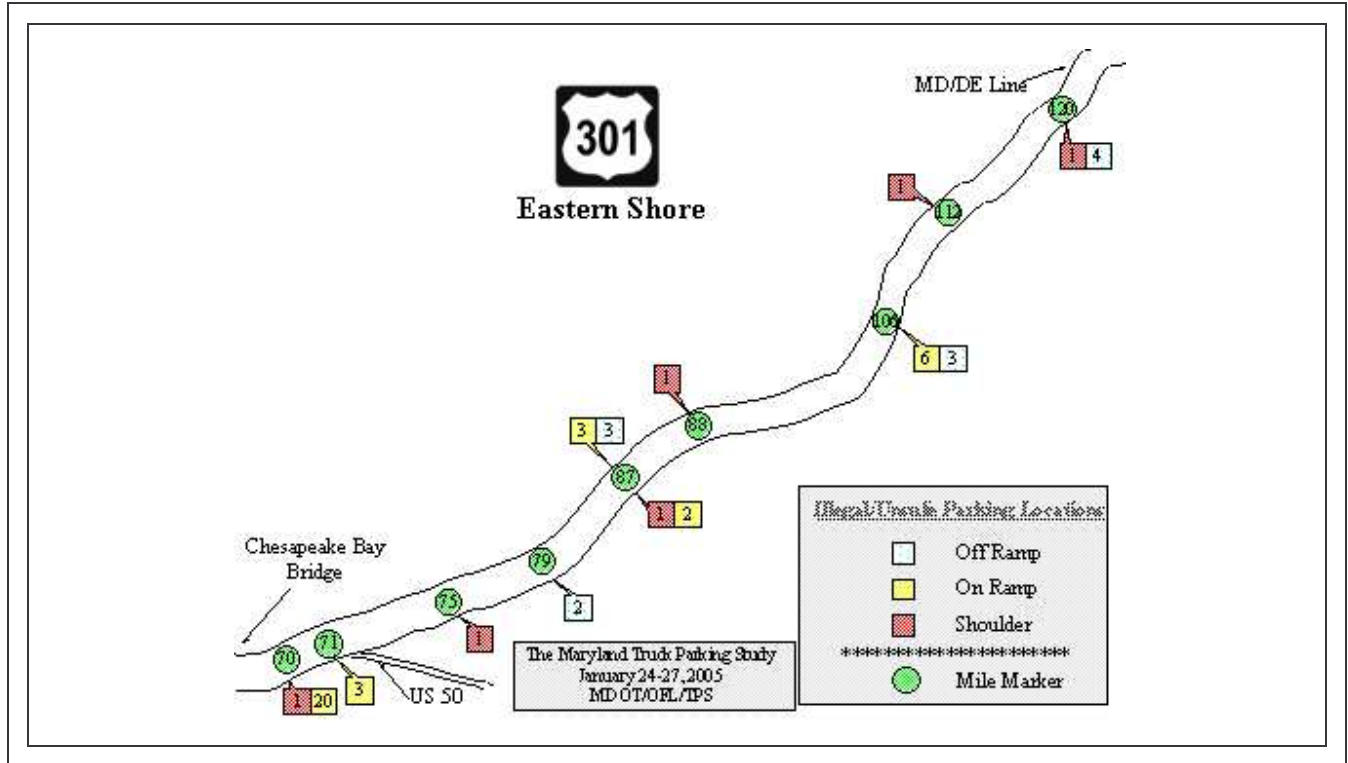 MD/DE Line
120
1 4
301
Eastern Shore
1
112
106
6 3
1
88
3 3
87
1 2
Illegal/Unsafe Parking Locations
Off Ramp
On Ramp
Shoulder
***********************
Mile Marker
Chesapeake Bay
Bridge
79
2
75
1
71
70
3
1 20
US 50
The Maryland Truck Parking Study
January 24-27, 2005
MDOT/OFL/TPS